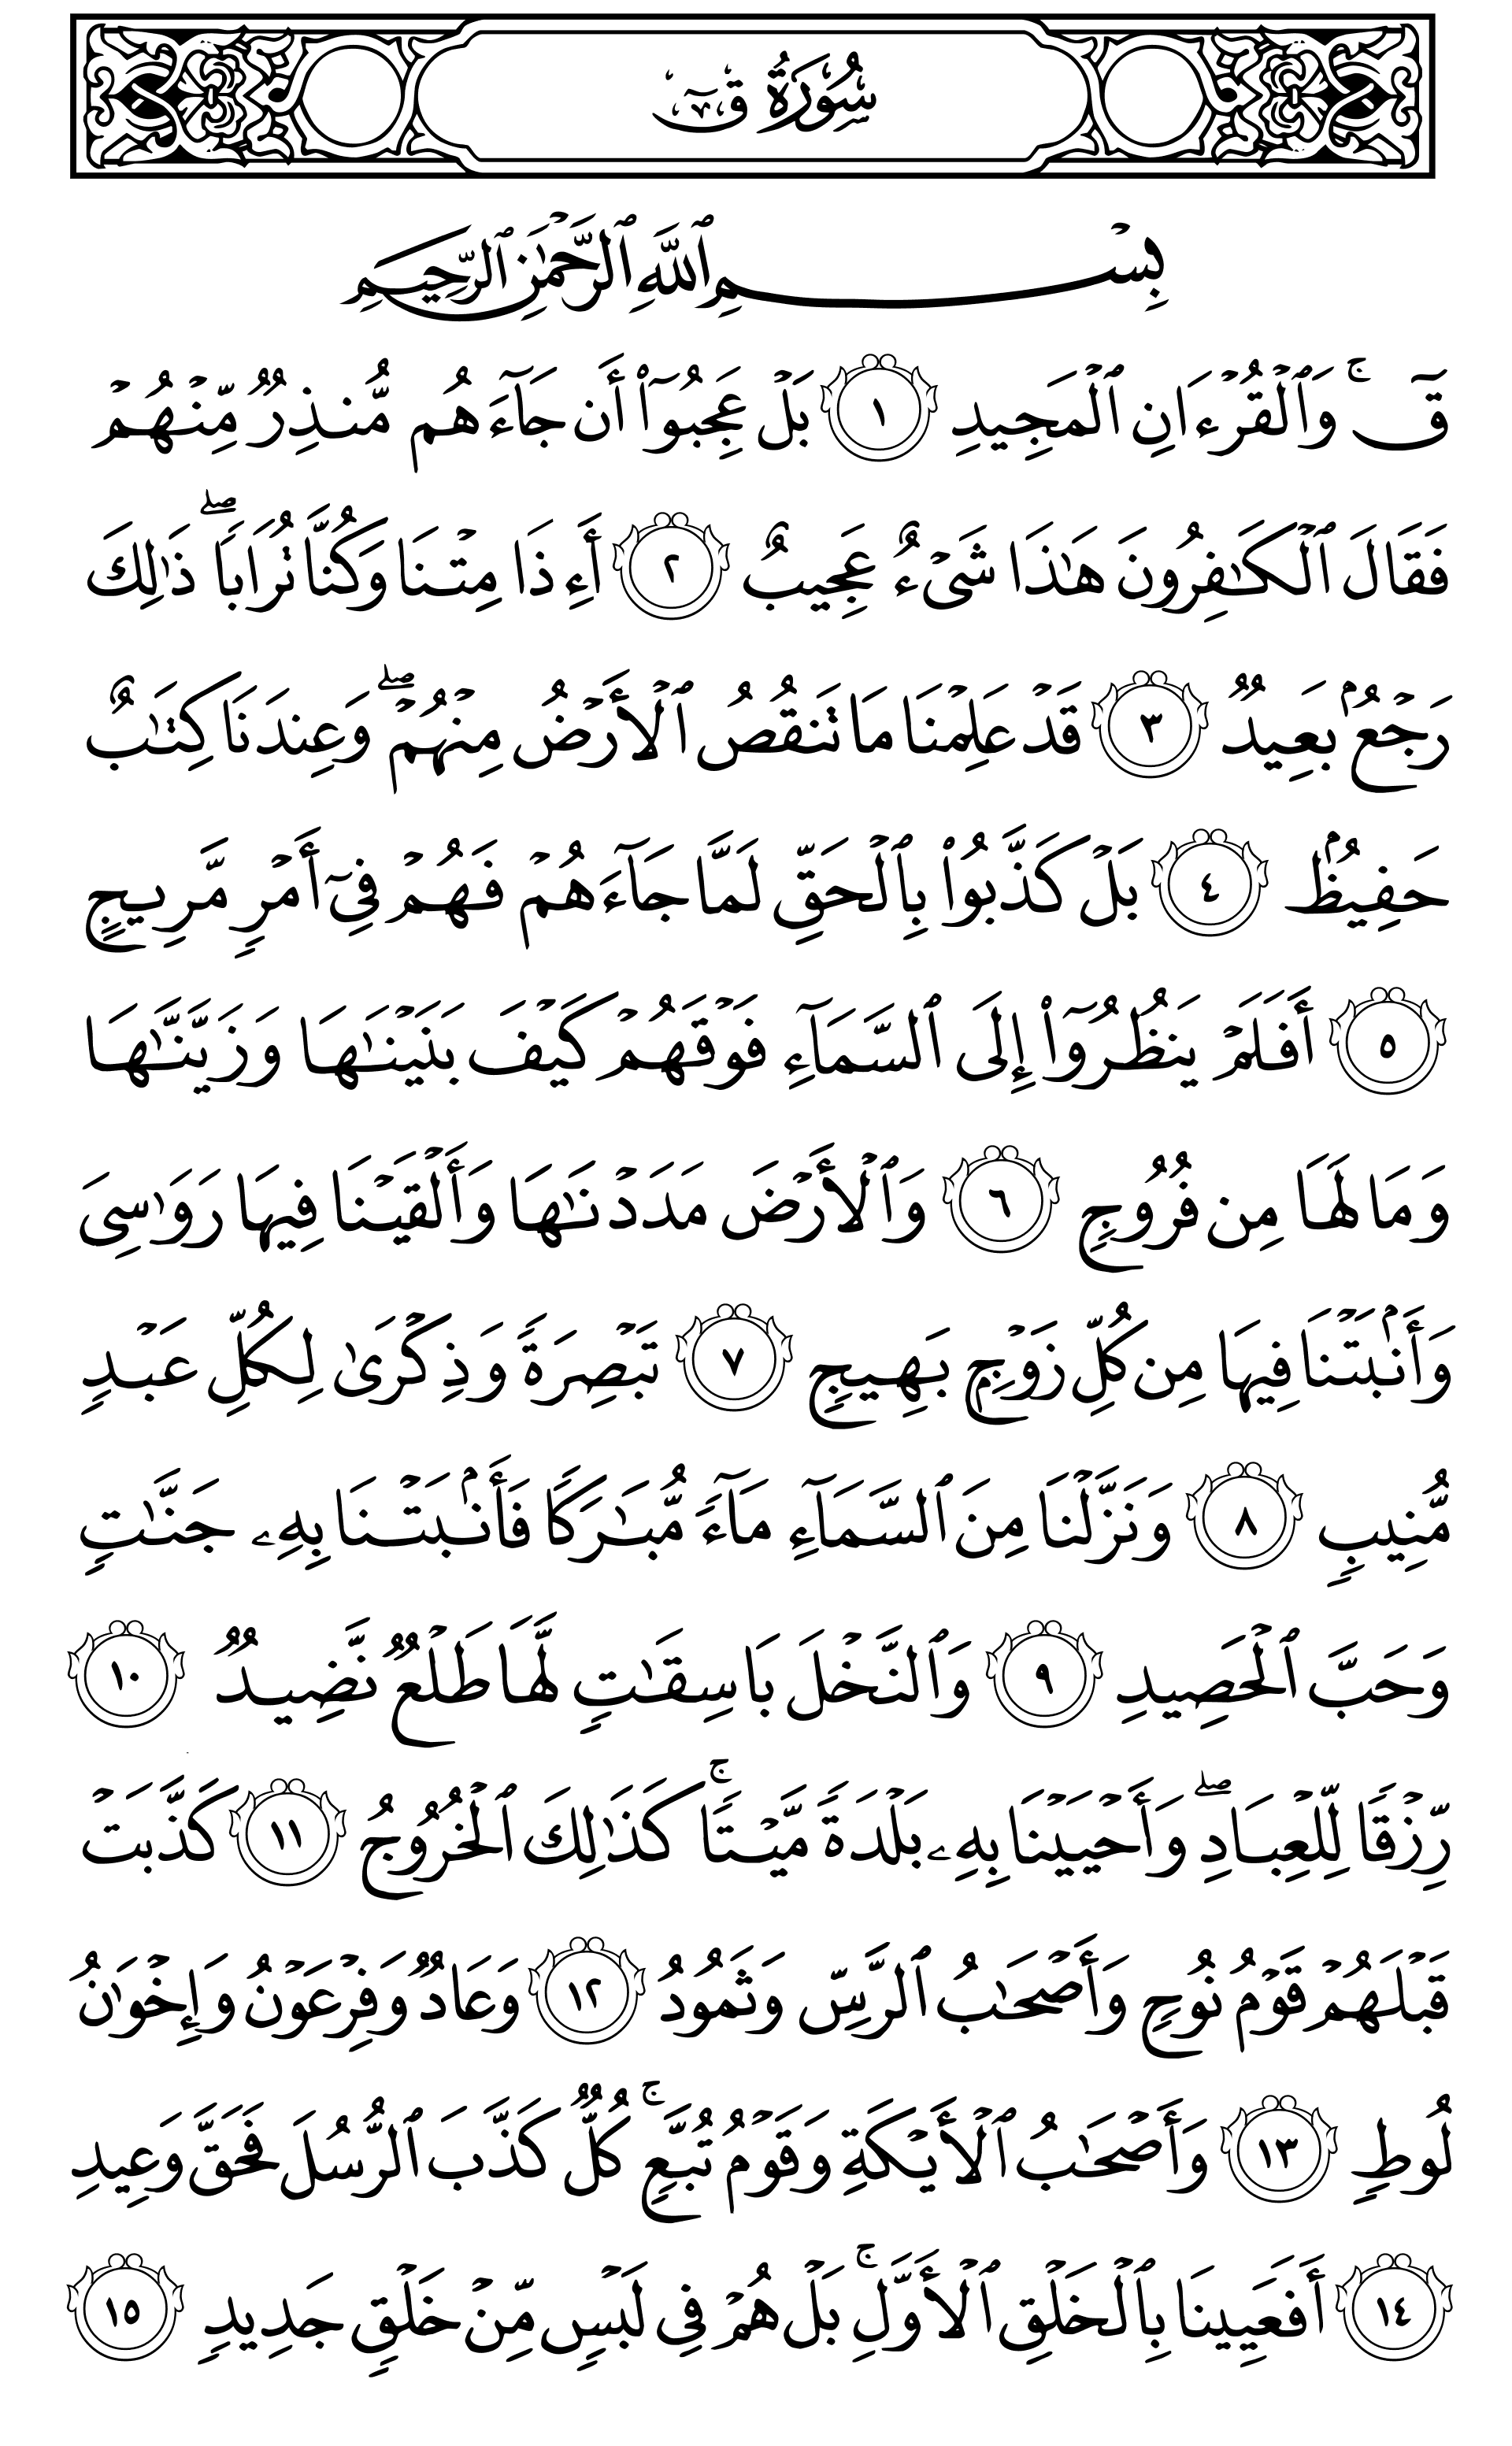 سُورَةُ قٓ
بِسْمِ ٱللَّهِ ٱلرَّحْمَٰنِ ٱلرَّحِيمِ
قٓ ۚ وَٱلْقُرْءَانِ ٱلْمَجِيدِ ١ بَلْ عَجِبُوٓا۟ أَن جَآءَهُم مُّنذِرٌ مِّنْهُمْ
فَقَالَ ٱلْكَٰفِرُونَ هَٰذَا شَىْءٌ عَجِيبٌ ٢ أَءِذَا مِتْنَا وَكُنَّا تُرَابًا ۖ ذَٰلِكَ
رَجْعٌۢ بَعِيدٌ ٣ قَدْ عَلِمْنَا مَا تَنقُصُ ٱلْأَرْضُ مِنْهُمْ ۖ وَعِندَنَا كِتَٰبٌ
حَفِيظٌۢ ٤ بَلْ كَذَّبُوا۟ بِٱلْحَقِّ لَمَّا جَآءَهُمْ فَهُمْ فِىٓ أَمْرٍ مَّرِيجٍ
٥ أَفَلَمْ يَنظُرُوٓا۟ إِلَى ٱلسَّمَآءِ فَوْقَهُمْ كَيْفَ بَنَيْنَٰهَا وَزَيَّنَّٰهَا
وَمَا لَهَا مِن فُرُوجٍ ٦ وَٱلْأَرْضَ مَدَدْنَٰهَا وَأَلْقَيْنَا فِيهَا رَوَٰسِىَ
وَأَنۢبَتْنَا فِيهَا مِن كُلِّ زَوْجٍۭ بَهِيجٍ ٧ تَبْصِرَةً وَذِكْرَىٰ لِكُلِّ عَبْدٍ
مُّنِيبٍ ٨ وَنَزَّلْنَا مِنَ ٱلسَّمَآءِ مَآءً مُّبَٰرَكًا فَأَنۢبَتْنَا بِهِۦ جَنَّٰتٍ
وَحَبَّ ٱلْحَصِيدِ ٩ وَٱلنَّخْلَ بَاسِقَٰتٍ لَّهَا طَلْعٌ نَّضِيدٌ ١٠
رِّزْقًا لِّلْعِبَادِ ۖ وَأَحْيَيْنَا بِهِۦ بَلْدَةً مَّيْتًا ۚ كَذَٰلِكَ ٱلْخُرُوجُ ١١ كَذَّبَتْ
قَبْلَهُمْ قَوْمُ نُوحٍ وَأَصْحَٰبُ ٱلرَّسِّ وَثَمُودُ ١٢ وَعَادٌ وَفِرْعَوْنُ وَإِخْوَٰنُ
لُوطٍ ١٣ وَأَصْحَٰبُ ٱلْأَيْكَةِ وَقَوْمُ تُبَّعٍ ۚ كُلٌّ كَذَّبَ ٱلرُّسُلَ فَحَقَّ وَعِيدِ
١٤ أَفَعَيِينَا بِٱلْخَلْقِ ٱلْأَوَّلِ ۚ بَلْ هُمْ فِى لَبْسٍ مِّنْ خَلْقٍ جَدِيدٍ ١٥